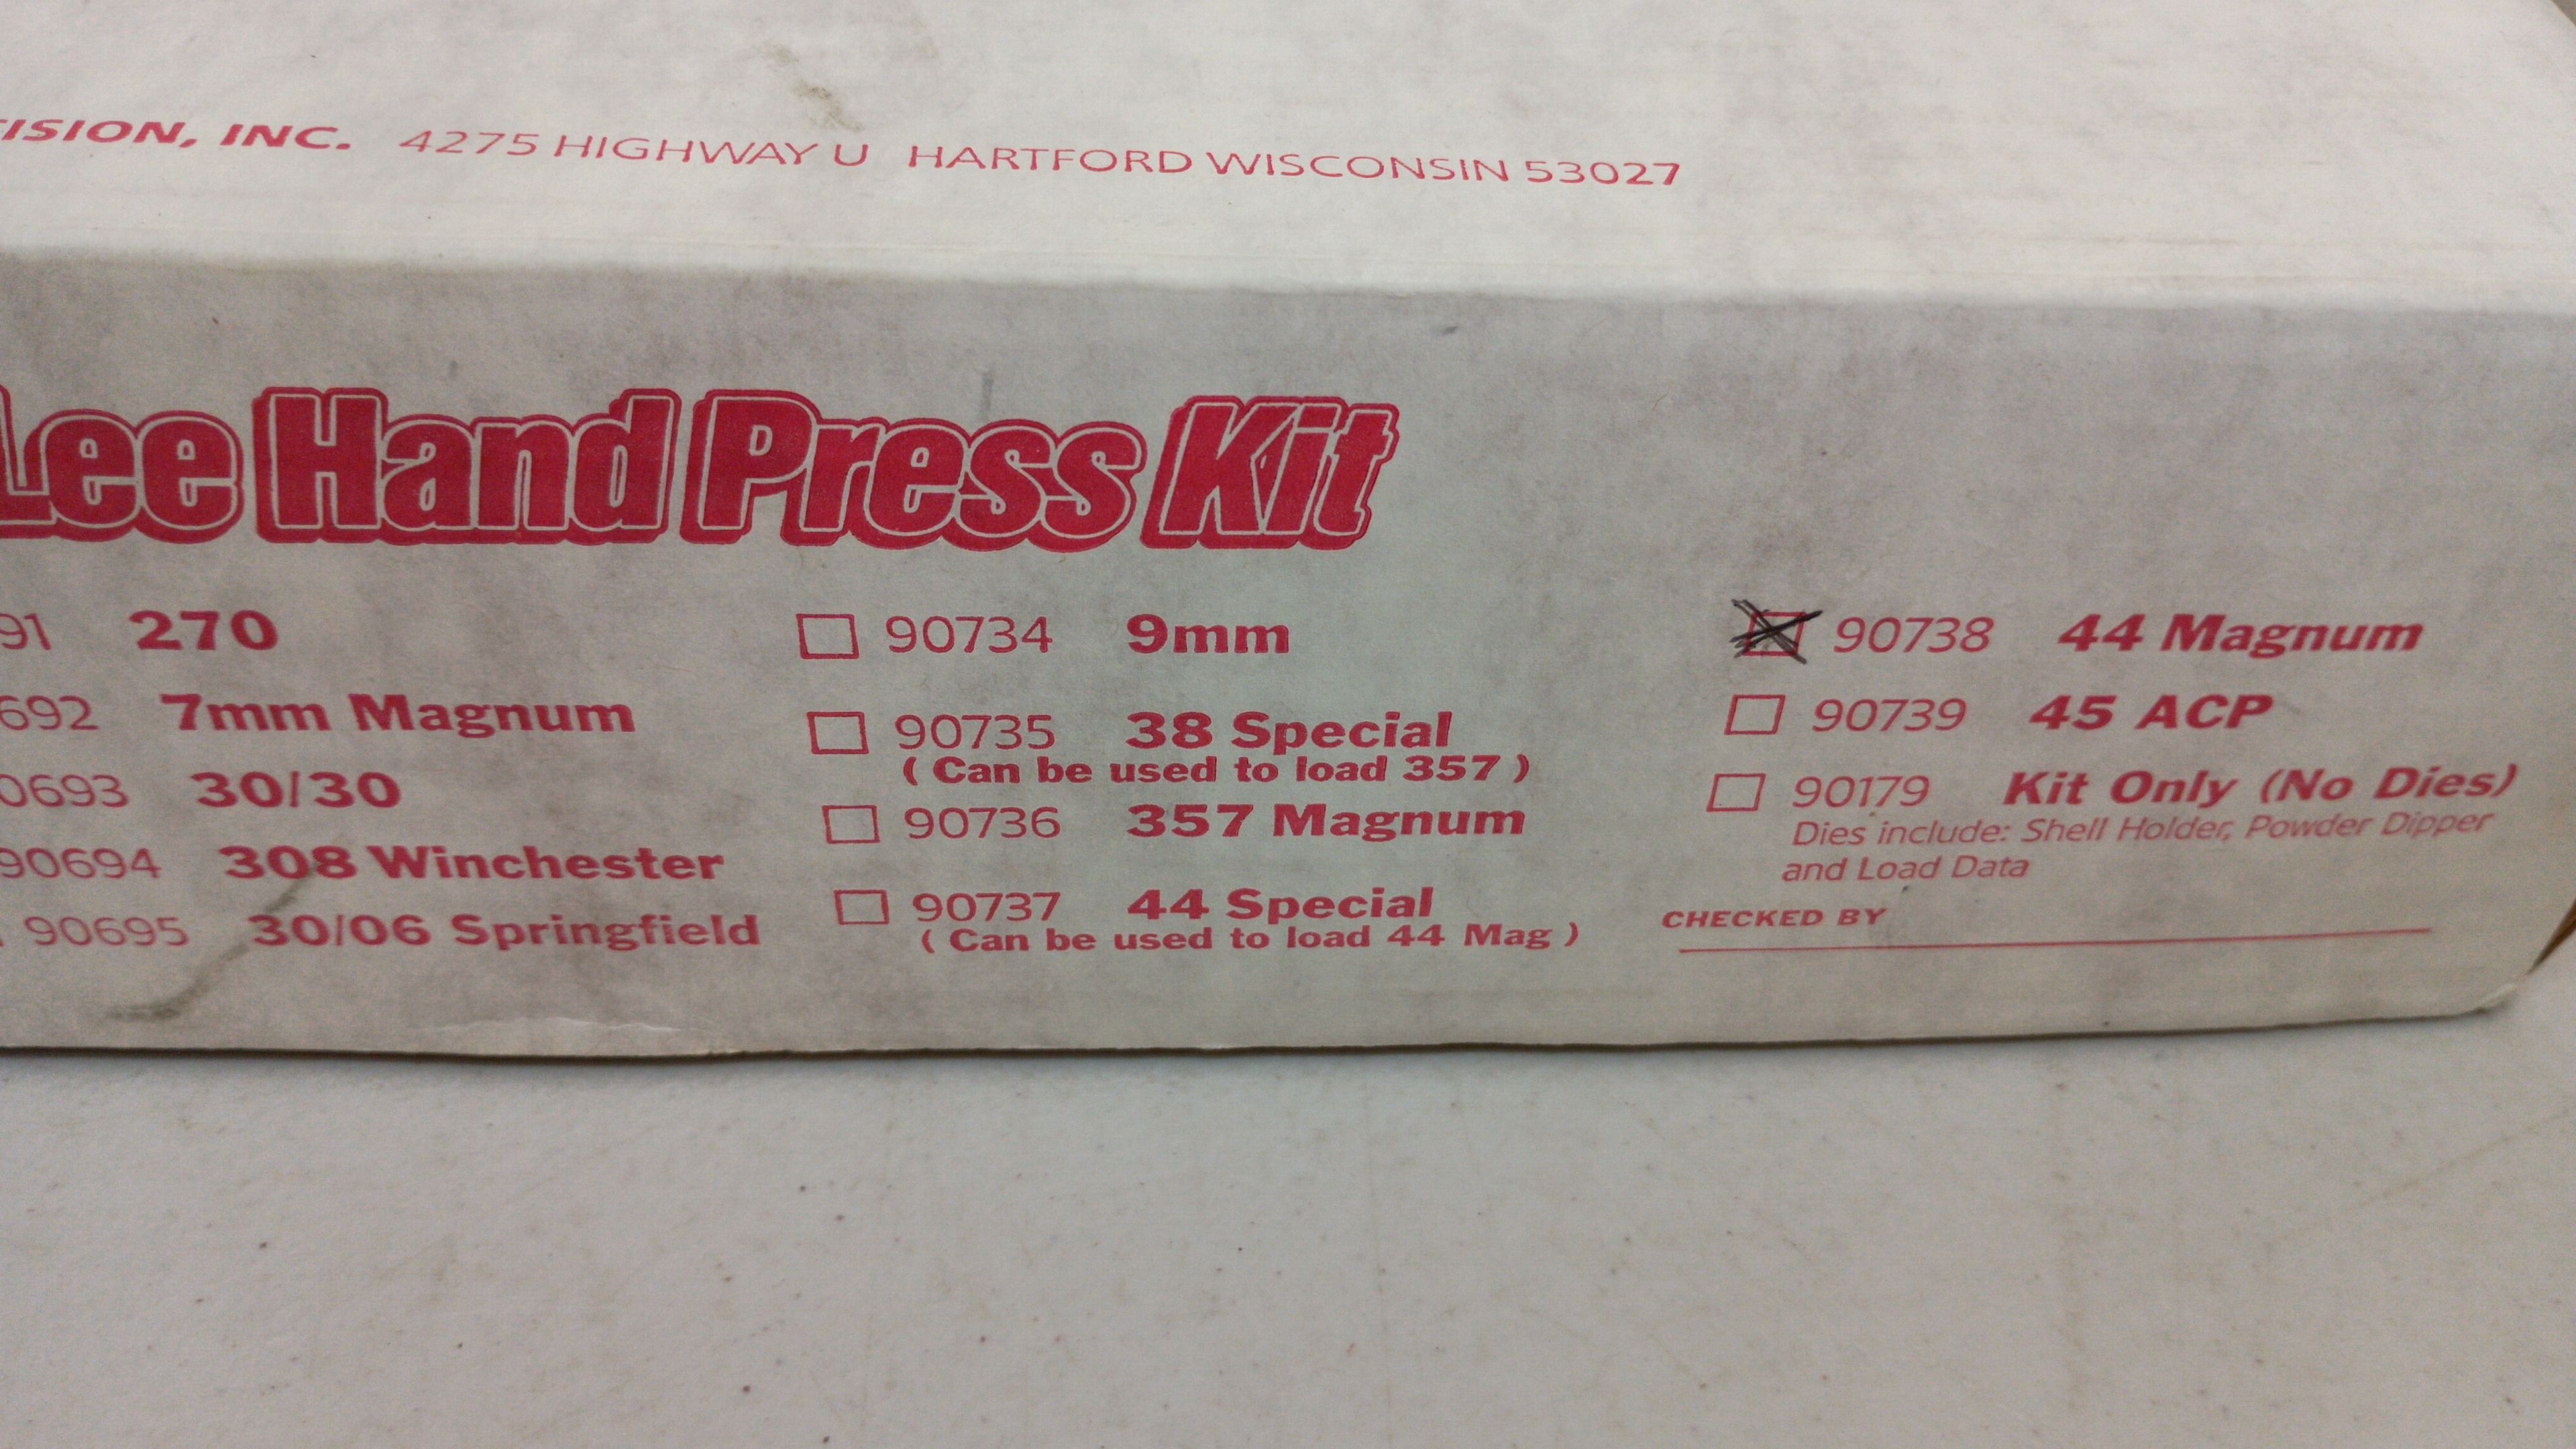 ISION, INC. 4275 HIGHWAY U HARTFORD WISCONSIN 53027
Lee Hand Press Kit
91 270
692 7mm Magnum
0693 30/30
90694 308 Winchester
90695 30/06 Springfield
90734 9mm
90735 38 Special
( Can be used to load 357 )
90736 357 Magnum
90737 44 Special
( Can be used to load 44 Mag )
90738 44 Magnum
90739 45 ACP
90179 Kit Only (No Dies)
Dies include: Shell Holder, Powder Dipper
and Load Data
CHECKED BY